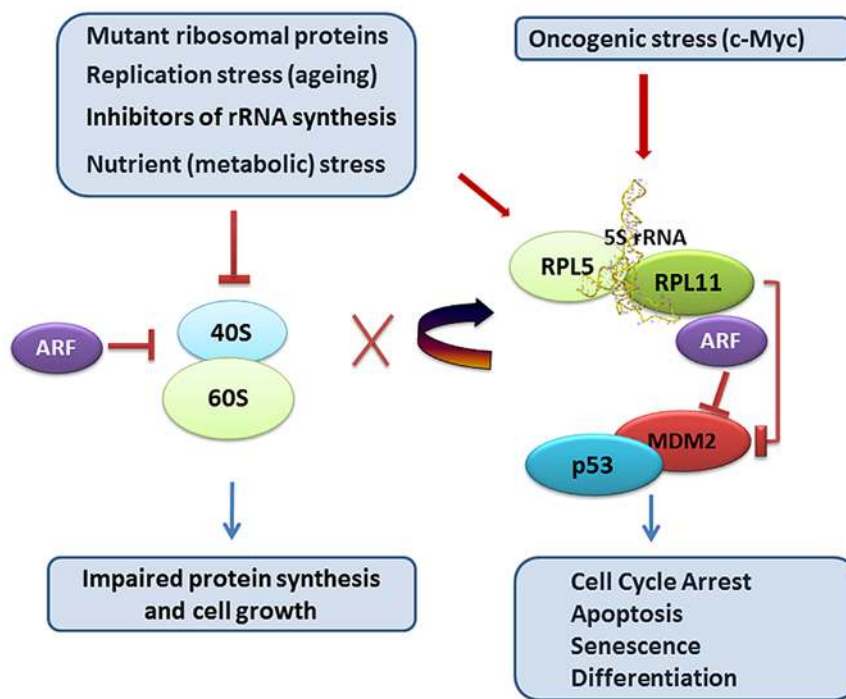 Mutant ribosomal proteins
Replication stress (ageing)
Inhibitors of rRNA synthesis
Nutrient (metabolic) stress
Oncogenic stress (c-Myc)
5S rRNA
RPL5
RPL11
ARF
40S
60S
ARF
MDM2
p53
Impaired protein synthesis
and cell growth
Cell Cycle Arrest
Apoptosis
Senescence
Differentiation